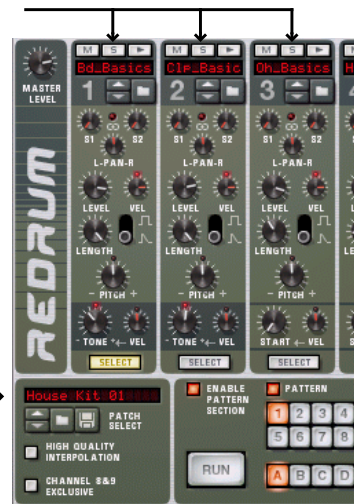 M S M S M S
Bd_Basics Clp_Basic Oh_Basics H
MASTER
LEVEL
1 2 3
S1 S2 S1 S2 S1 S2
L-PAN-R L-PAN-R L-PAN-R
LEVEL VEL LEVEL VEL LEVEL VEL
LENGTH LENGTH LENGTH
- PITCH + - PITCH + - PITCH +
- TONE + VEL - TONE + VEL START VEL
SELECT SELECT SELECT
REDRUM
House Kit 01
PATCH
SELECT
HIGH QUALITY
INTERPOLATION
CHANNEL 8&9
EXCLUSIVE
ENABLE
PATTERN
SECTION
PATTERN
1 2 3 4
5 6 7 8
RUN
A B C D